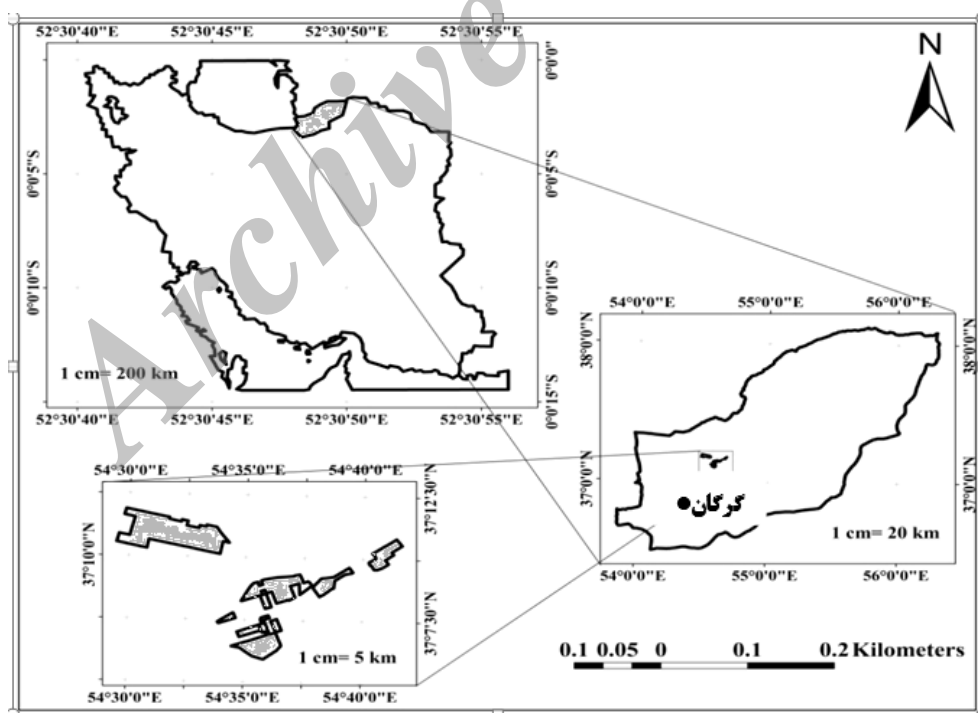 52°30'40"E 52°30'45"E 52°30'50"E 52°30'55"E
0°0'0"
0°0'5"S 0°0'5"S
0°0'10"S 0°0'10"S
0°0'15"S
1 cm= 200 km
52°30'40"E 52°30'45"E 52°30'50"E 52°30'55"E
Archive
N
54°0'0"E 55°0'0"E 56°0'0"E
38°0'0"N 38°0'0"N
37°0'0"N 37°0'0"N
گرگان
1 cm= 20 km
54°0'0"E 55°0'0"E 56°0'0"E
54°30'0"E 54°35'0"E 54°40'0"E
37°12'30"N
37°10'0"N
37°7'30"N
1 cm= 5 km
54°30'0"E 54°35'0"E 54°40'0"E
0.1 0.05 0 0.1 0.2 Kilometers